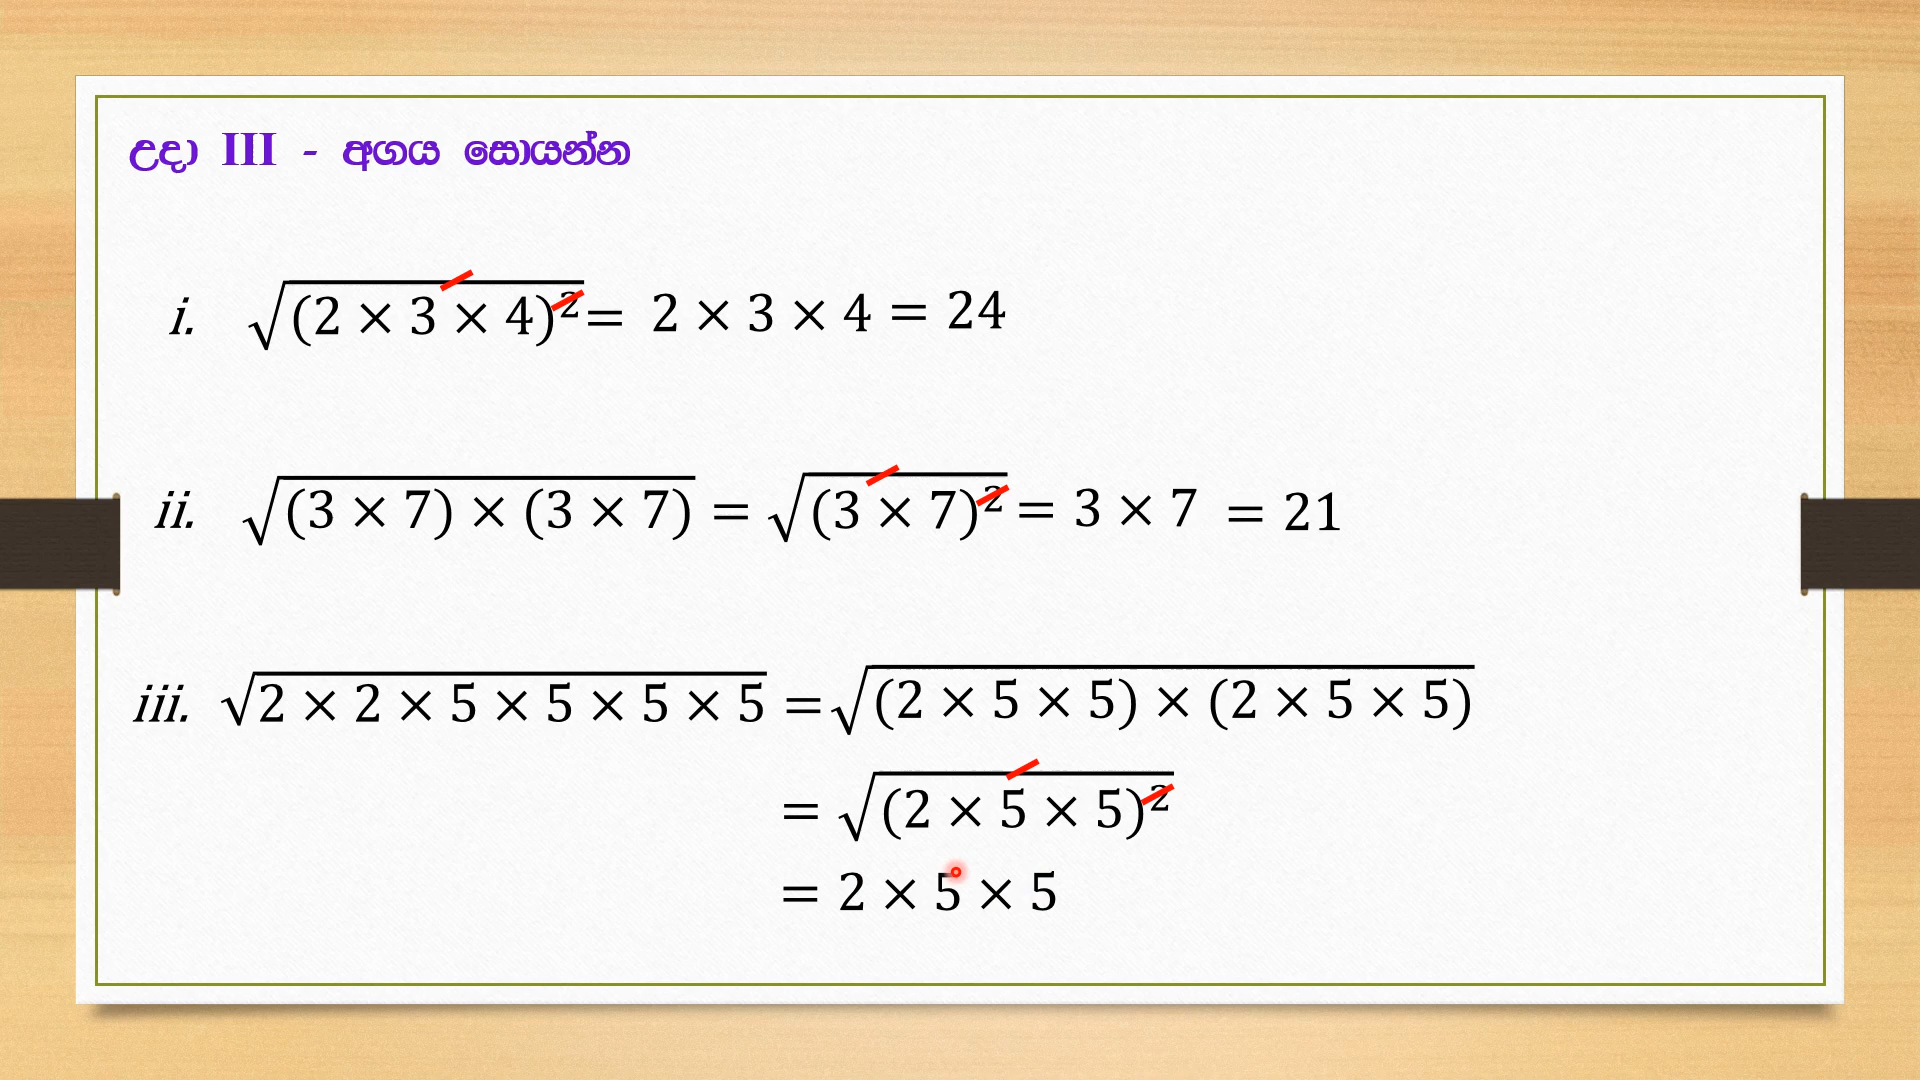 උදා III - අගය සොයන්න
i. √(2 × 3 × 4)² = 2 × 3 × 4 = 24
ii. √(3 × 7) × (3 × 7) = √(3 × 7)² = 3 × 7 = 21
iii. √2 × 2 × 5 × 5 × 5 × 5 = √(2 × 5 × 5) × (2 × 5 × 5)
= √(2 × 5 × 5)²
= 2 × 5 × 5